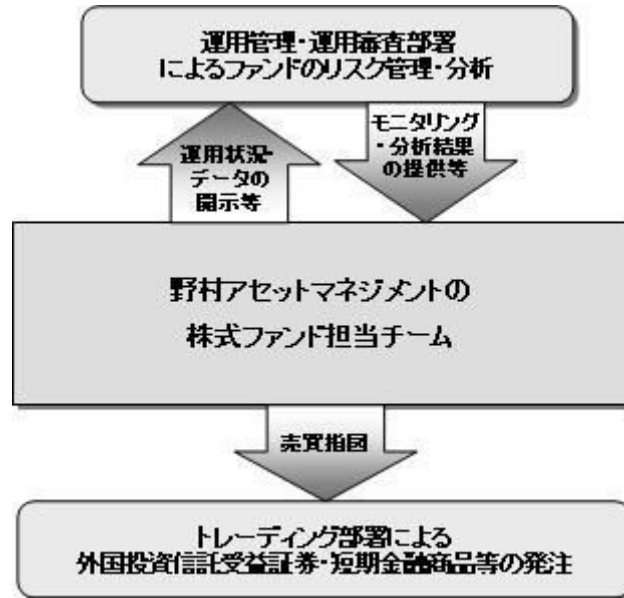 運用管理・運用審査部署
によるファンドのリスク管理・分析
運用状況・
データの
開示等
モニタリング
・分析結果
の提供等
野村アセットマネジメントの
株式ファンド担当チーム
売買指図
トレーディング部署による
外国投資信託受益証券・短期金融商品等の発注